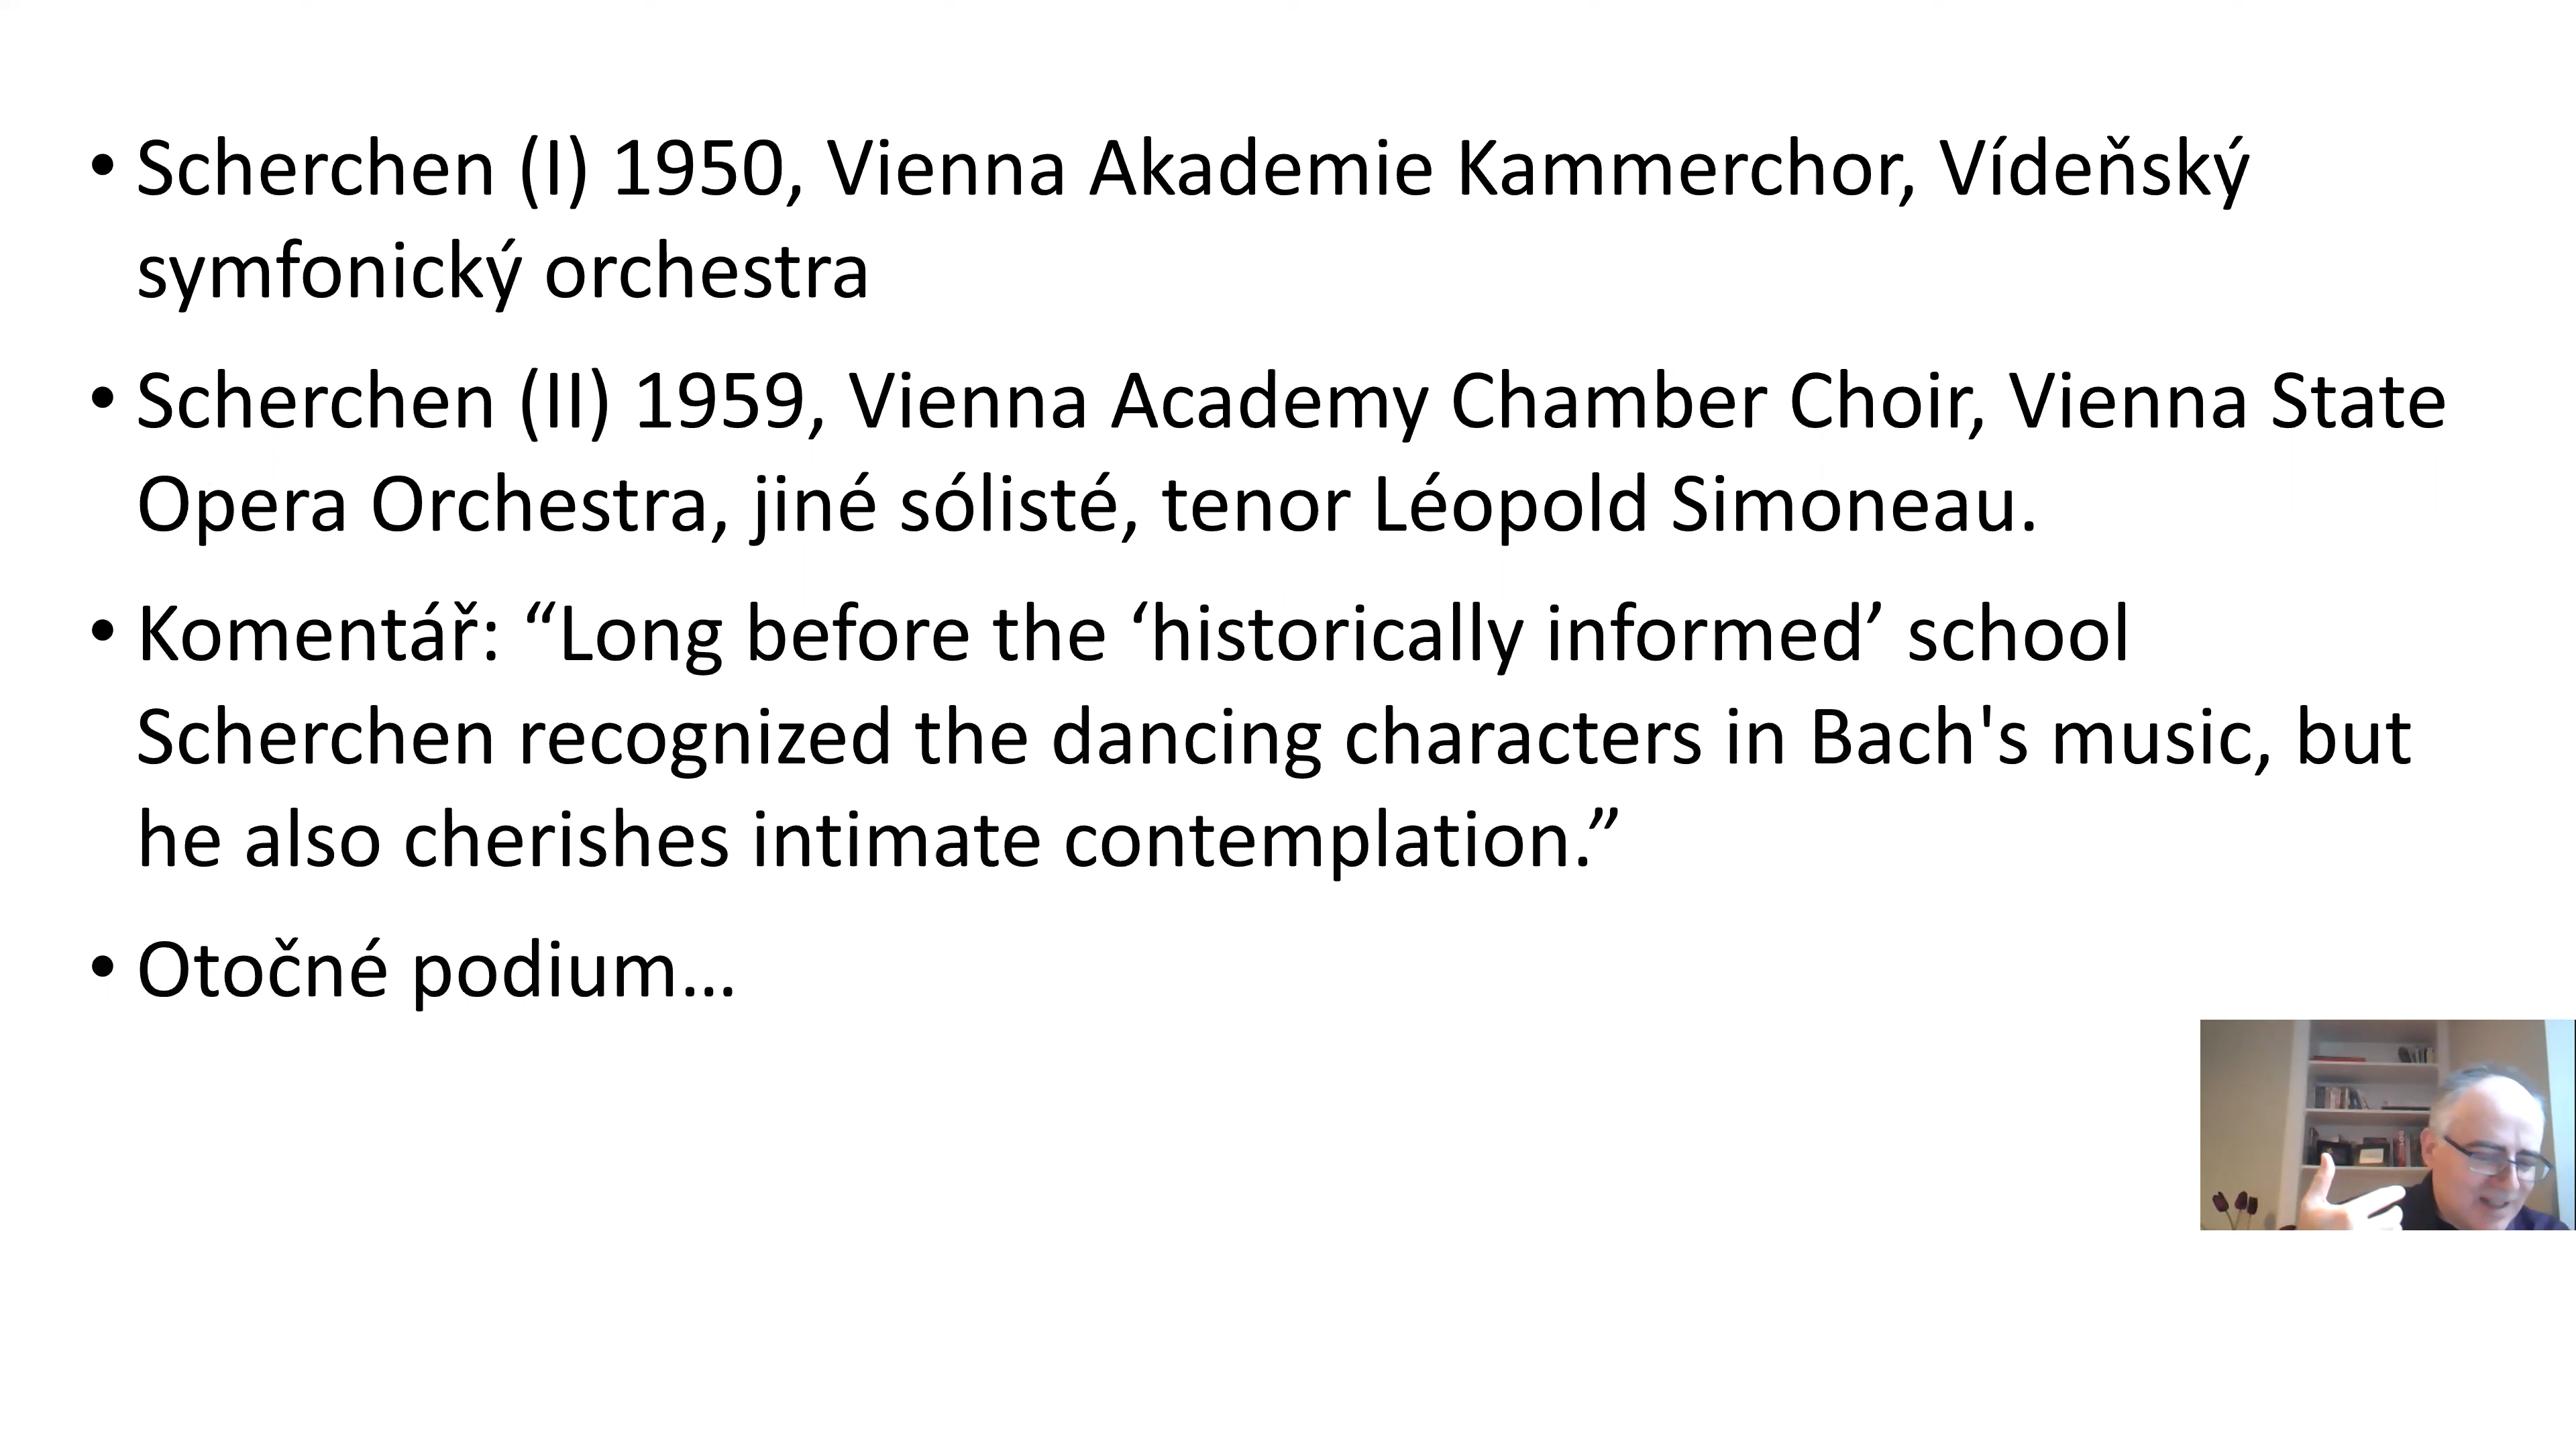 • Scherchen (I) 1950, Vienna Akademie Kammerchor, Vídeňský
symfonický orchestra
• Scherchen (II) 1959, Vienna Academy Chamber Choir, Vienna State
Opera Orchestra, jiné sólisté, tenor Léopold Simoneau.
• Komentář: “Long before the ‘historically informed’ school
Scherchen recognized the dancing characters in Bach's music, but
he also cherishes intimate contemplation.”
• Otočné podium…